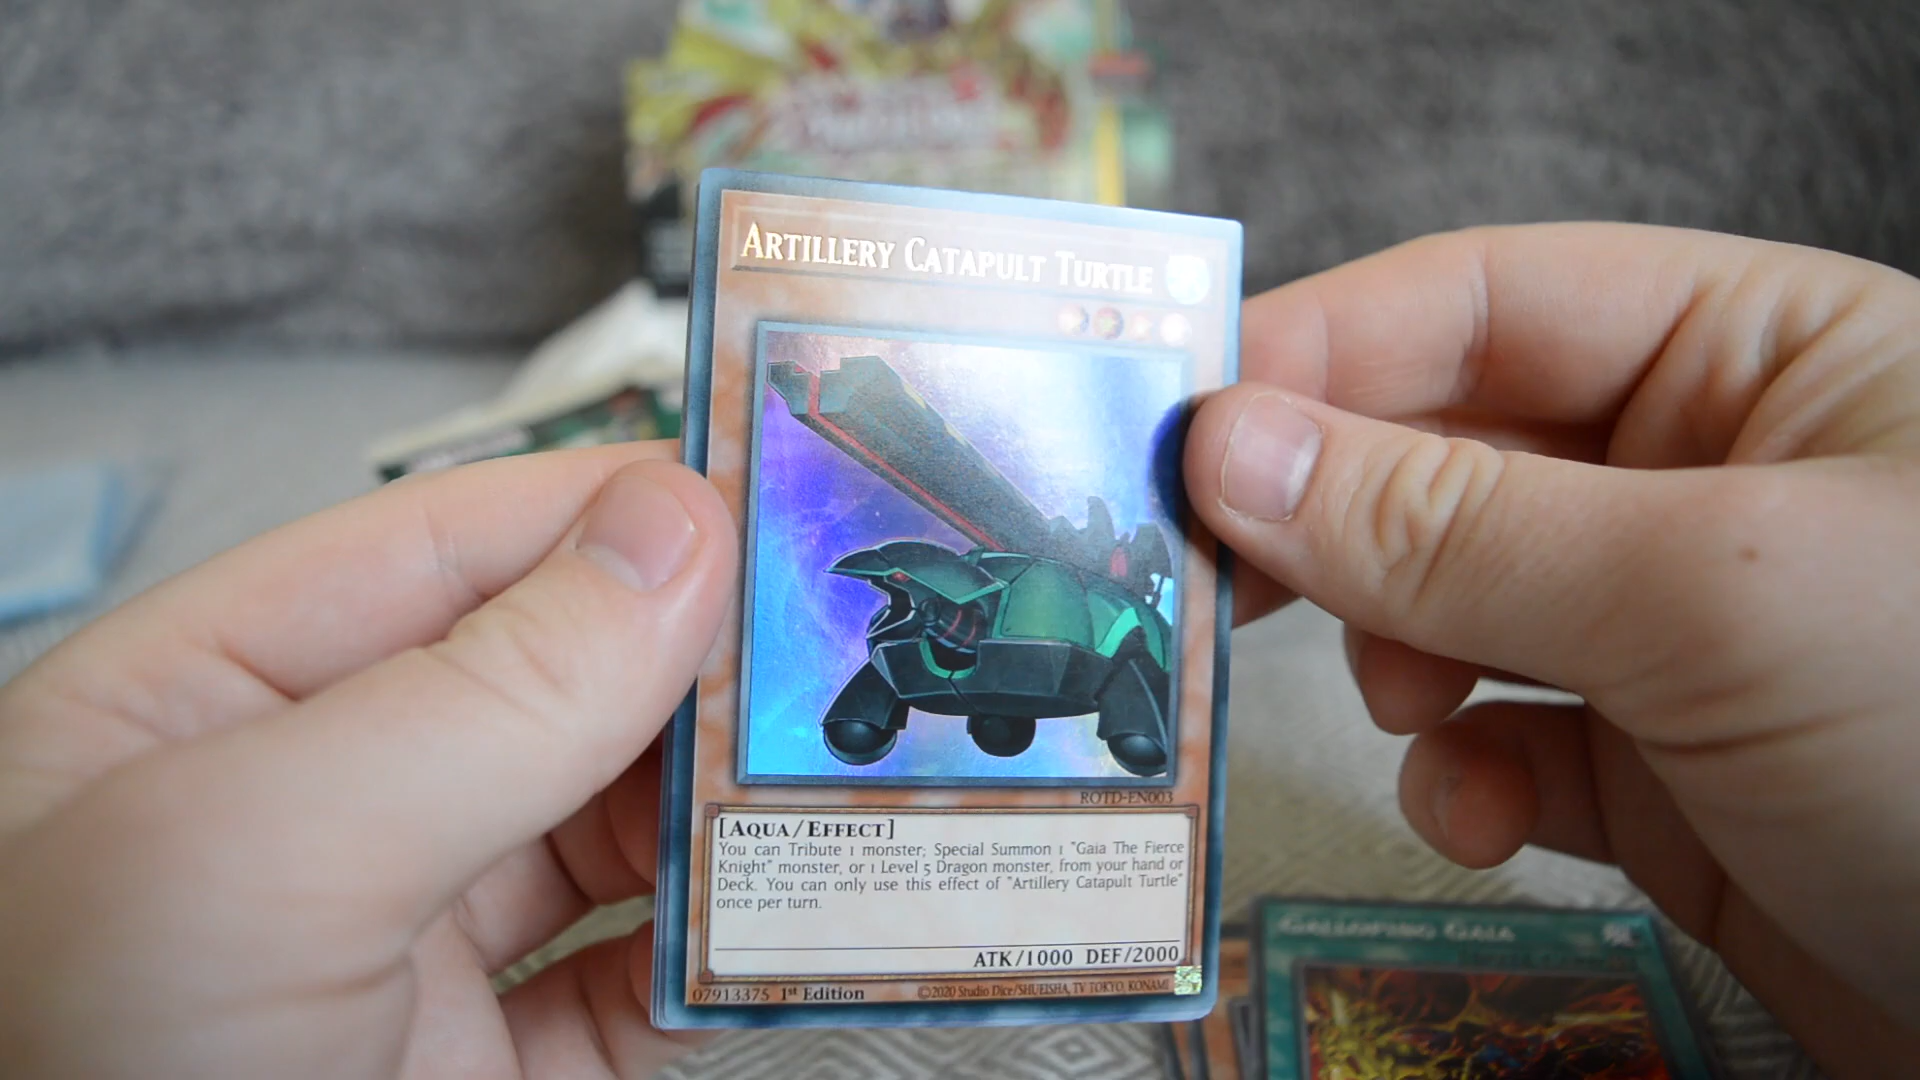 ARTILLERY CATAPULT TURTLE
ROTD-EN003
[AQUA/EFFECT]
You can Tribute 1 monster; Special Summon 1 "Gaia The Fierce
Knight" monster, or 1 Level 5 Dragon monster, from your hand or
Deck. You can only use this effect of "Artillery Catapult Turtle"
once per turn.
ATK/1000 DEF/2000
07913375 1st Edition ©2020 Studio Dice/SHUEISHA, TV TOKYO, KONAMI
GALLOPING GAIA